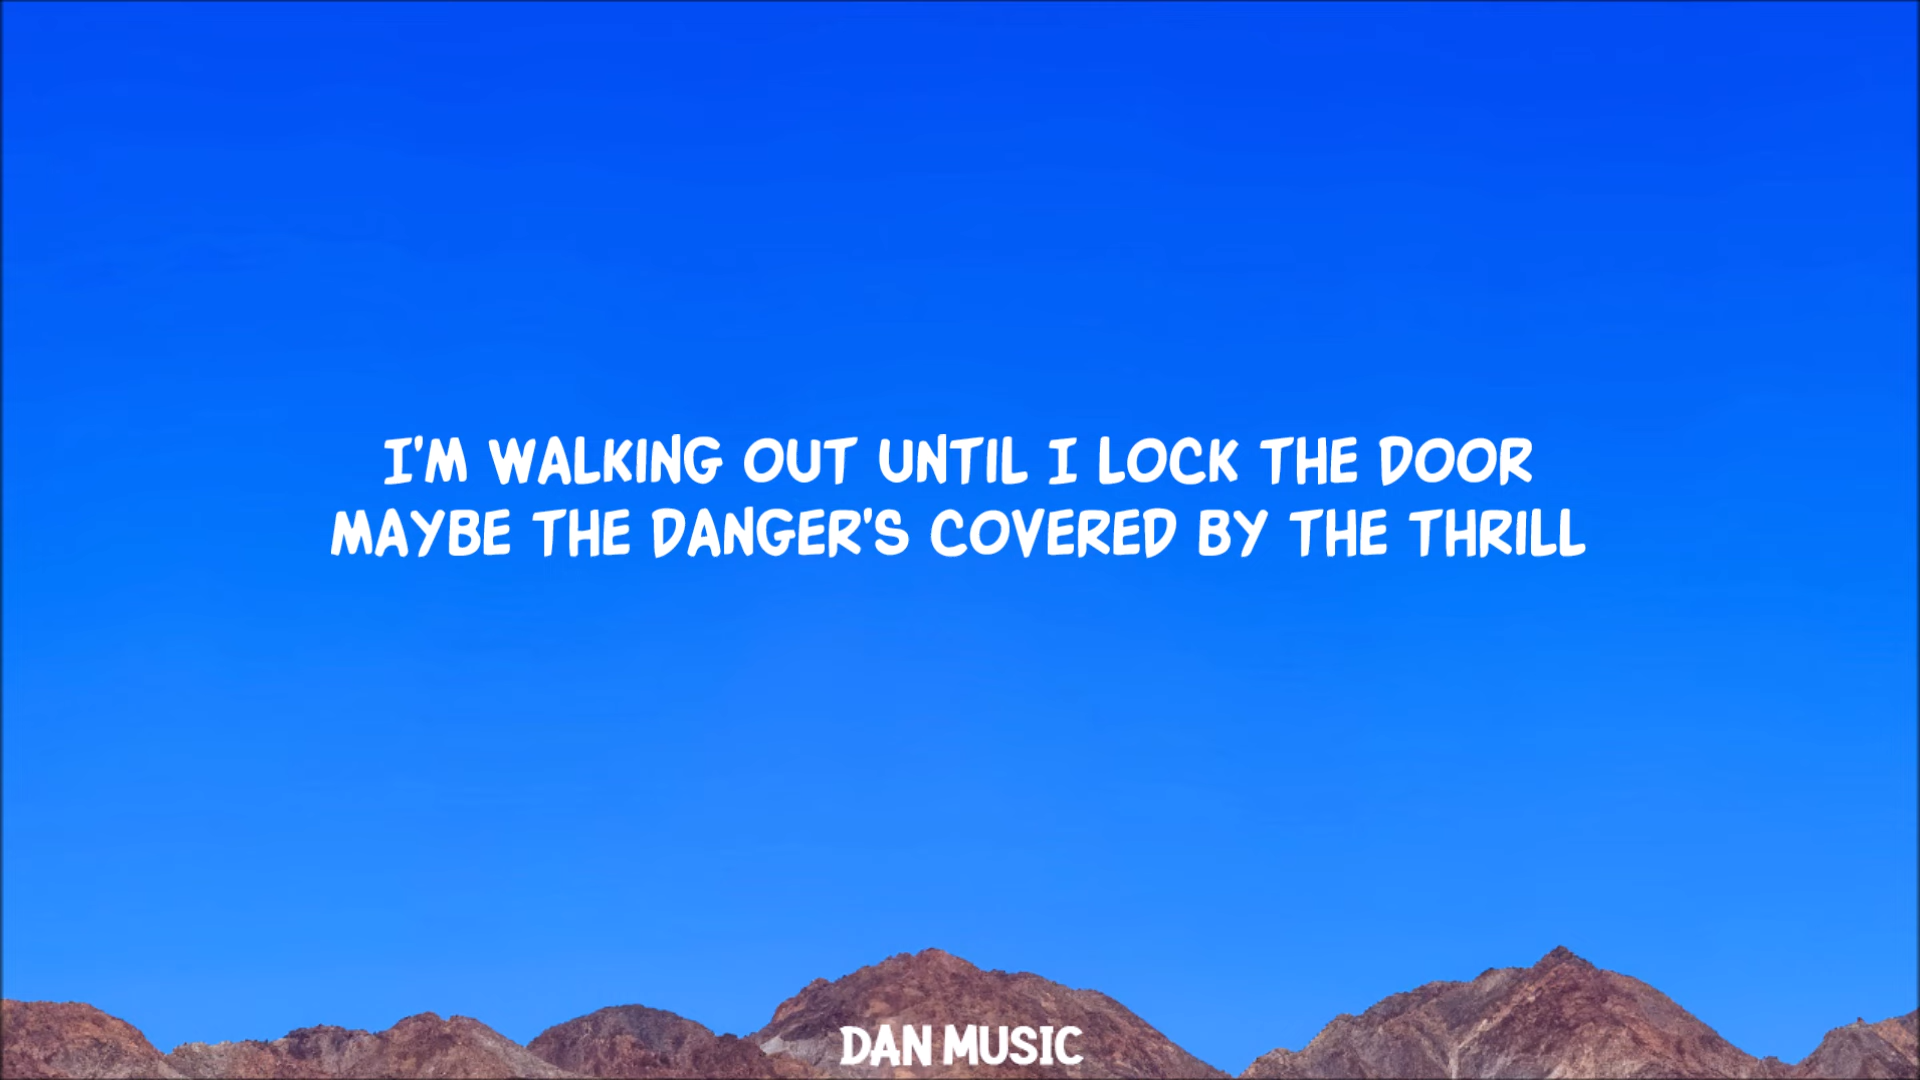 I'M WALKING OUT UNTIL I LOCK THE DOOR
MAYBE THE DANGER'S COVERED BY THE THRILL
DAN MUSIC